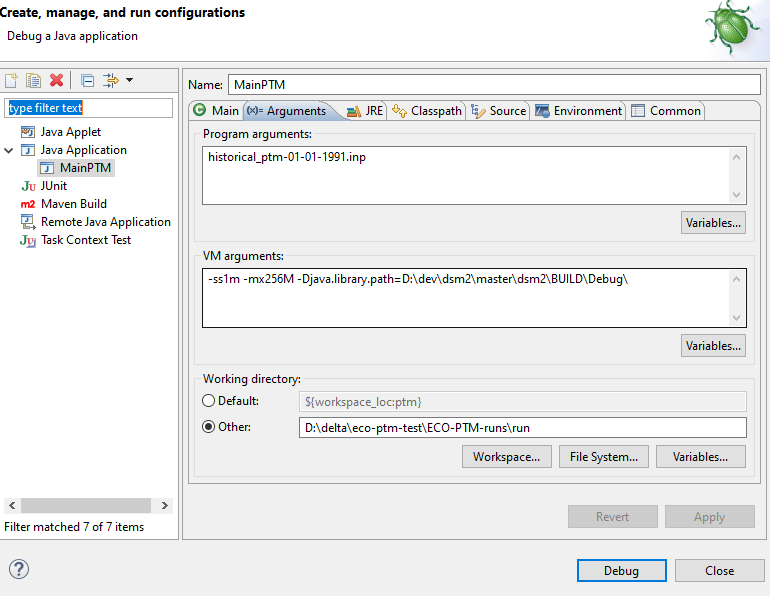 Create, manage, and run configurations
Debug a Java application
type filter text
Java Applet
Java Application
MainPTM
JUnit
Maven Build
Remote Java Application
Task Context Test
Filter matched 7 of 7 items
Name: MainPTM
Main (x)= Arguments JRE Classpath Source Environment Common
Program arguments:
historical_ptm-01-01-1991.inp
Variables...
VM arguments:
-ss1m -mx256M -Djava.library.path=D:\dev\dsm2\master\dsm2\BUILD\Debug\
Variables...
Working directory:
Default: ${workspace_loc:ptm}
Other: D:\delta\eco-ptm-test\ECO-PTM-runs\run
Workspace... File System... Variables...
Revert Apply
? Debug Close